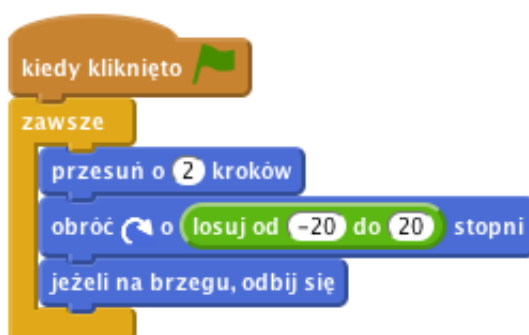 kiedy kliknięto
zawsze
przesuń o 2 kroków
obróć o losuj od -20 do 20 stopni
jeżeli na brzegu, odbij się